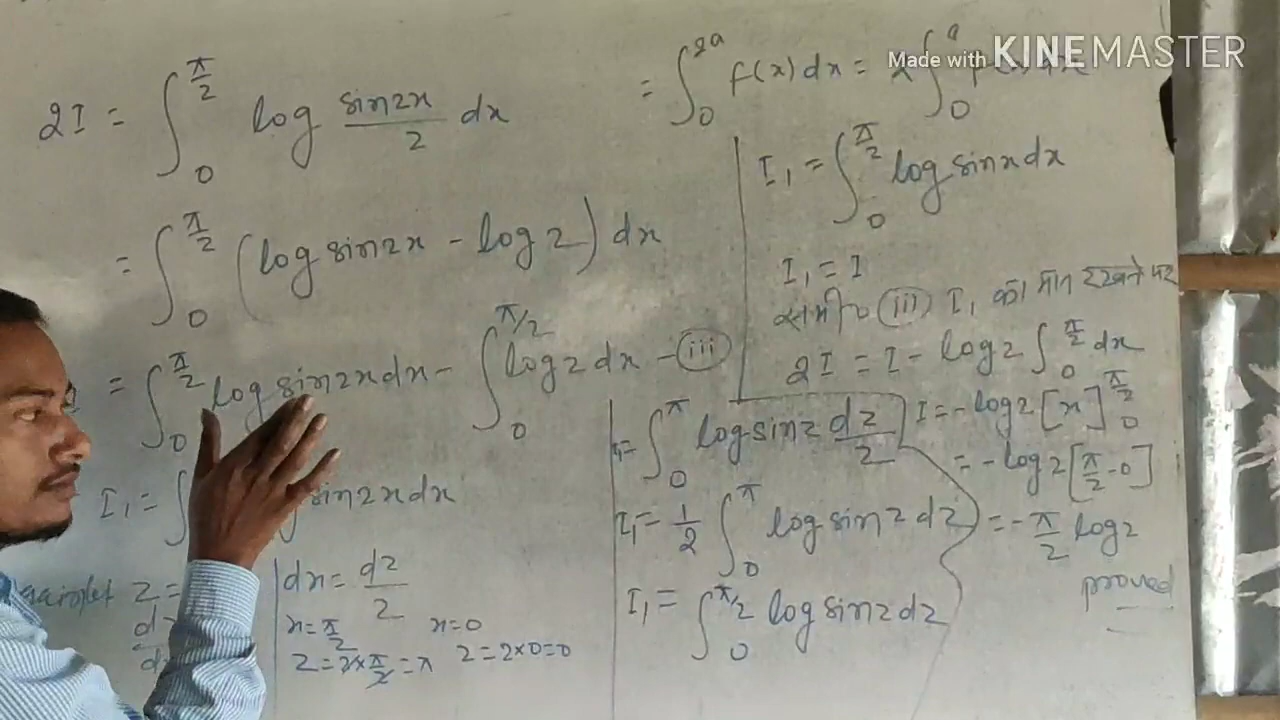 2I = ∫₀^{π/2} log sin2x/2 dx
= ∫₀^{π/2} (log sin2x - log 2) dx
= ∫₀^{π/2} log sin2x dx - ∫₀^{π/2} log 2 dx - (iii)
I₁ = ∫ sin2x dx
let z =
dx = dz/2
x = π/2
x = 0
z = 2×π/2 = π
z = 2×0=0
= ∫₀^{2a} f(x) dx = 2∫₀^{a}
Made with KINEMASTER
I₁ = ∫₀^{π/2} log sinx dx
I₁ = I
(iii) I₁ का मान रखने पर
2I = I - log2 ∫₀^{π/2} dx
I = -log2 [x]₀^{π/2}
= -log2 [π/2 - 0]
= -π/2 log2
proved
= ∫₀^{π} log sinz dz/2
I₁ = 1/2 ∫₀^{π} log sinz dz
I₁ = ∫₀^{π/2} log sinz dz